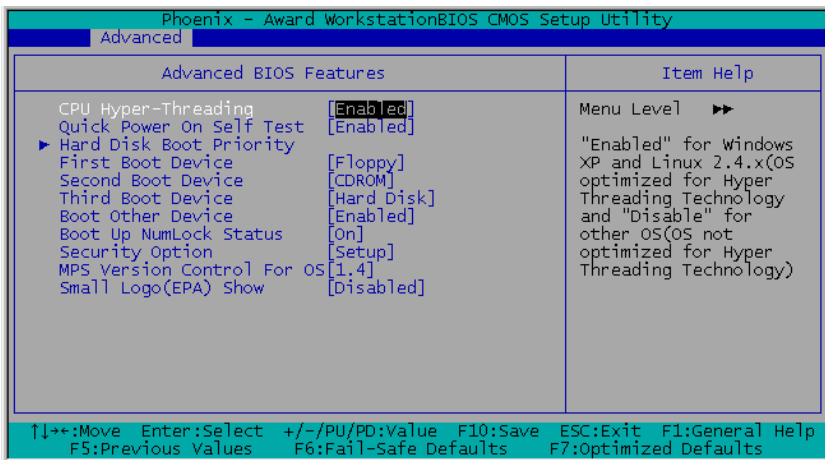 Phoenix - Award WorkstationBIOS CMOS Setup Utility
Advanced
Advanced BIOS Features
CPU Hyper-Threading [Enabled]
Quick Power On Self Test [Enabled]
► Hard Disk Boot Priority
First Boot Device [Floppy]
Second Boot Device [CDROM]
Third Boot Device [Hard Disk]
Boot Other Device [Enabled]
Boot Up NumLock Status [On]
Security Option [Setup]
MPS Version Control For OS[1.4]
Small Logo(EPA) Show [Disabled]
Item Help
Menu Level ►►
"Enabled" for Windows
XP and Linux 2.4.x(OS
optimized for Hyper
Threading Technology
and "Disable" for
other OS(OS not
optimized for Hyper
Threading Technology)
↑↓→←:Move Enter:Select +/-/PU/PD:Value F10:Save ESC:Exit F1:General Help
F5:Previous Values F6:Fail-Safe Defaults F7:Optimized Defaults